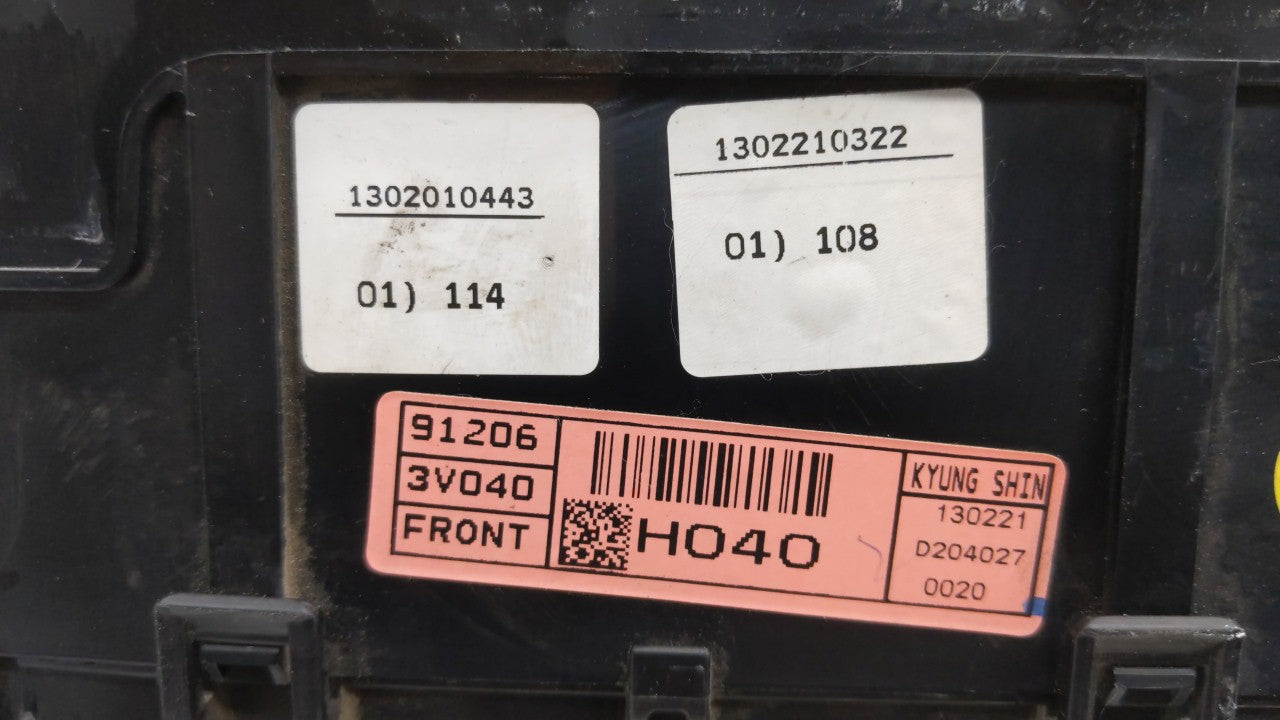 1302010443
01) 114
1302210322
01) 108
91206
3V040
FRONT
H040
KYUNG SHIN
130221
D204027
0020